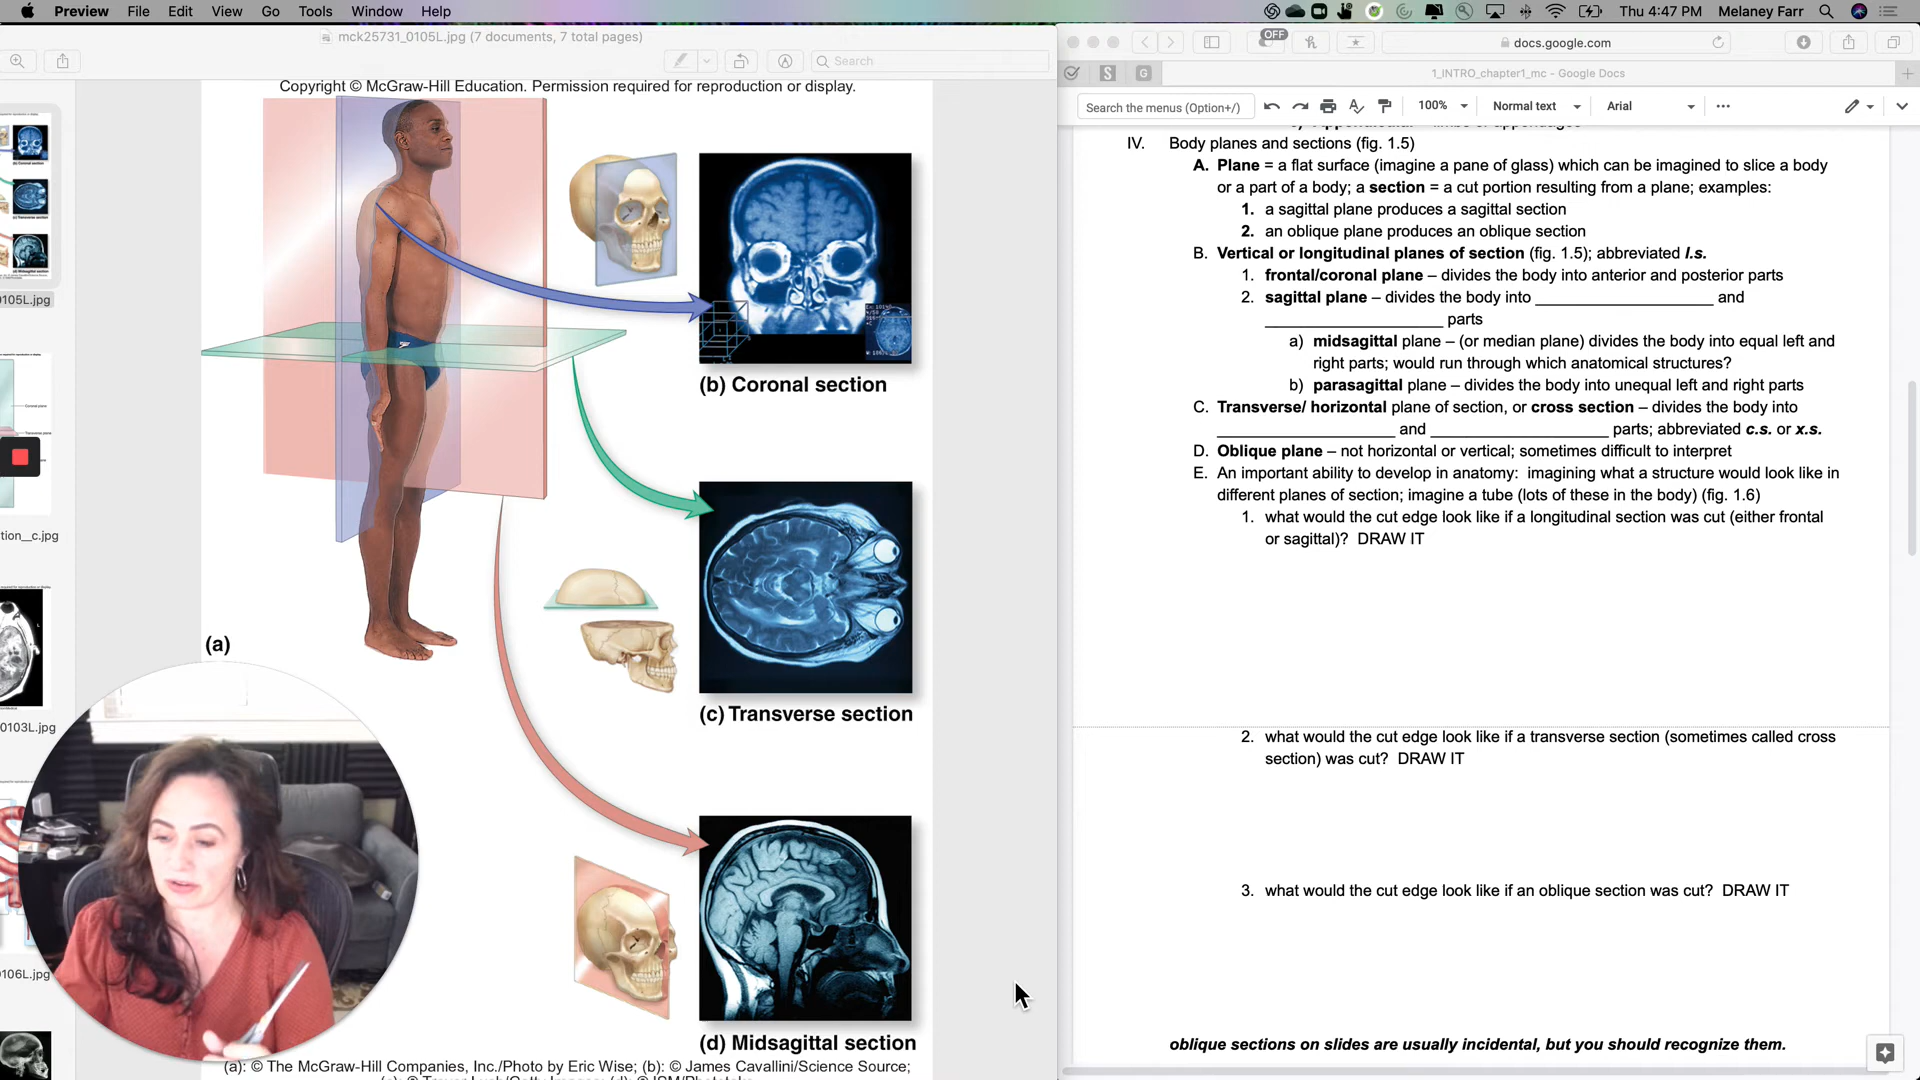 Preview File Edit View Go Tools Window Help
Thu 4:47 PM Melaney Farr
mck25731_0105L.jpg (7 documents, 7 total pages)
Search
Copyright © McGraw-Hill Education. Permission required for reproduction or display.
(b) Coronal section
(a)
(c) Transverse section
(d) Midsagittal section
(a): © The McGraw-Hill Companies, Inc./Photo by Eric Wise; (b): © James Cavallini/Science Source;
0105L.jpg
tion__c.jpg
0103L.jpg
0106L.jpg
OFF
docs.google.com
S
G
1_INTRO_chapter1_mc - Google Docs
Search the menus (Option+/)
100% Normal text Arial
IV. Body planes and sections (fig. 1.5)
A. Plane = a flat surface (imagine a pane of glass) which can be imagined to slice a body
or a part of a body; a section = a cut portion resulting from a plane; examples:
1. a sagittal plane produces a sagittal section
2. an oblique plane produces an oblique section
B. Vertical or longitudinal planes of section (fig. 1.5); abbreviated l.s.
1. frontal/coronal plane – divides the body into anterior and posterior parts
2. sagittal plane – divides the body into ____________________ and
____________________ parts
a) midsagittal plane – (or median plane) divides the body into equal left and
right parts; would run through which anatomical structures?
b) parasagittal plane – divides the body into unequal left and right parts
C. Transverse/ horizontal plane of section, or cross section – divides the body into
____________________ and ____________________ parts; abbreviated c.s. or x.s.
D. Oblique plane – not horizontal or vertical; sometimes difficult to interpret
E. An important ability to develop in anatomy: imagining what a structure would look like in
different planes of section; imagine a tube (lots of these in the body) (fig. 1.6)
1. what would the cut edge look like if a longitudinal section was cut (either frontal
or sagittal)? DRAW IT
2. what would the cut edge look like if a transverse section (sometimes called cross
section) was cut? DRAW IT
3. what would the cut edge look like if an oblique section was cut? DRAW IT
oblique sections on slides are usually incidental, but you should recognize them.